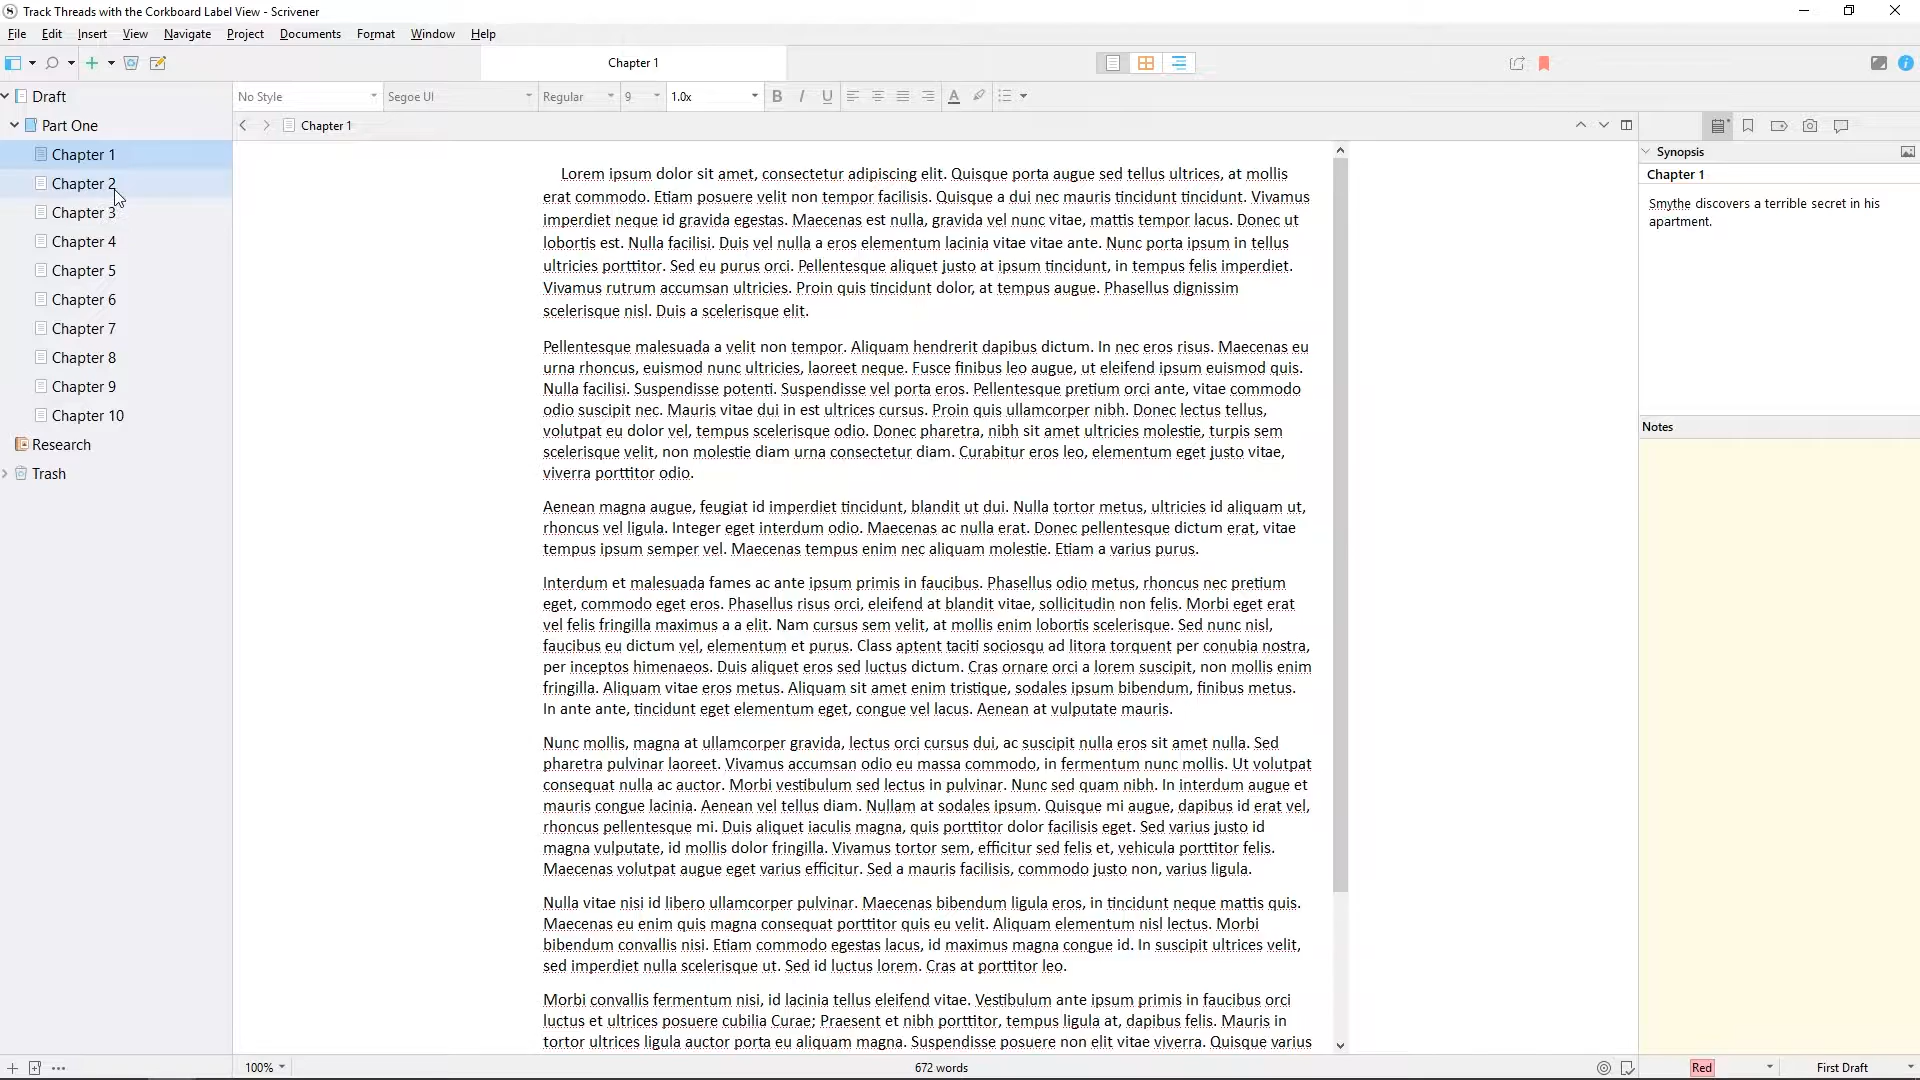 Track Threads with the Corkboard Label View - Scrivener
File Edit Insert View Navigate Project Documents Format Window Help
Chapter 1
No Style Segoe UI Regular 9 1.0x B I U A
Draft
Part One
Chapter 1
Chapter 2
Chapter 3
Chapter 4
Chapter 5
Chapter 6
Chapter 7
Chapter 8
Chapter 9
Chapter 10
Research
Trash
Chapter 1
Lorem ipsum dolor sit amet, consectetur adipiscing elit. Quisque porta augue sed tellus ultrices, at mollis
erat commodo. Etiam posuere velit non tempor facilisis. Quisque a dui nec mauris tincidunt tincidunt. Vivamus
imperdiet neque id gravida egestas. Maecenas est nulla, gravida vel nunc vitae, mattis tempor lacus. Donec ut
lobortis est. Nulla facilisi. Duis vel nulla a eros elementum lacinia vitae vitae ante. Nunc porta ipsum in tellus
ultricies porttitor. Sed eu purus orci. Pellentesque aliquet justo at ipsum tincidunt, in tempus felis imperdiet.
Vivamus rutrum accumsan ultricies. Proin quis tincidunt dolor, at tempus augue. Phasellus dignissim
scelerisque nisl. Duis a scelerisque elit.
Pellentesque malesuada a velit non tempor. Aliquam hendrerit dapibus dictum. In nec eros risus. Maecenas eu
urna rhoncus, euismod nunc ultricies, laoreet neque. Fusce finibus leo augue, ut eleifend ipsum euismod quis.
Nulla facilisi. Suspendisse potenti. Suspendisse vel porta eros. Pellentesque pretium orci ante, vitae commodo
odio suscipit nec. Mauris vitae dui in est ultrices cursus. Proin quis ullamcorper nibh. Donec lectus tellus,
volutpat eu dolor vel, tempus scelerisque odio. Donec pharetra, nibh sit amet ultricies molestie, turpis sem
scelerisque velit, non molestie diam urna consectetur diam. Curabitur eros leo, elementum eget justo vitae,
viverra porttitor odio.
Aenean magna augue, feugiat id imperdiet tincidunt, blandit ut dui. Nulla tortor metus, ultricies id aliquam ut,
rhoncus vel ligula. Integer eget interdum odio. Maecenas ac nulla erat. Donec pellentesque dictum erat, vitae
tempus ipsum semper vel. Maecenas tempus enim nec aliquam molestie. Etiam a varius purus.
Interdum et malesuada fames ac ante ipsum primis in faucibus. Phasellus odio metus, rhoncus nec pretium
eget, commodo eget eros. Phasellus risus orci, eleifend at blandit vitae, sollicitudin non felis. Morbi eget erat
vel felis fringilla maximus a a elit. Nam cursus sem velit, at mollis enim lobortis scelerisque. Sed nunc nisl,
faucibus eu dictum vel, elementum et purus. Class aptent taciti sociosqu ad litora torquent per conubia nostra,
per inceptos himenaeos. Duis aliquet eros sed luctus dictum. Cras ornare orci a lorem suscipit, non mollis enim
fringilla. Aliquam vitae eros metus. Aliquam sit amet enim tristique, sodales ipsum bibendum, finibus metus.
In ante ante, tincidunt eget elementum eget, congue vel lacus. Aenean at vulputate mauris.
Nunc mollis, magna at ullamcorper gravida, lectus orci cursus dui, ac suscipit nulla eros sit amet nulla. Sed
pharetra pulvinar laoreet. Vivamus accumsan odio eu massa commodo, in fermentum nunc mollis. Ut volutpat
consequat nulla ac auctor. Morbi vestibulum sed lectus in pulvinar. Nunc sed quam nibh. In interdum augue et
mauris congue lacinia. Aenean vel tellus diam. Nullam at sodales ipsum. Quisque mi augue, dapibus id erat vel,
rhoncus pellentesque mi. Duis aliquet iaculis magna, quis porttitor dolor facilisis eget. Sed varius justo id
magna vulputate, id mollis dolor fringilla. Vivamus tortor sem, efficitur sed felis et, vehicula porttitor felis.
Maecenas volutpat augue eget varius efficitur. Sed a mauris facilisis, commodo justo non, varius ligula.
Nulla vitae nisi id libero ullamcorper pulvinar. Maecenas bibendum ligula eros, in tincidunt neque mattis quis.
Maecenas eu enim quis magna consequat porttitor quis eu velit. Aliquam elementum nisl lectus. Morbi
bibendum convallis nisi. Etiam commodo egestas lacus, id maximus magna congue id. In suscipit ultrices velit,
sed imperdiet nulla scelerisque ut. Sed id luctus lorem. Cras at porttitor leo.
Morbi convallis fermentum nisi, id lacinia tellus eleifend vitae. Vestibulum ante ipsum primis in faucibus orci
luctus et ultrices posuere cubilia Curae; Praesent et nibh porttitor, tempus ligula at, dapibus felis. Mauris in
tortor ultrices ligula auctor porta eu aliquam magna. Suspendisse posuere non elit vitae viverra. Quisque varius
Synopsis
Chapter 1
Smythe discovers a terrible secret in his
apartment.
Notes
100% 672 words Red First Draft